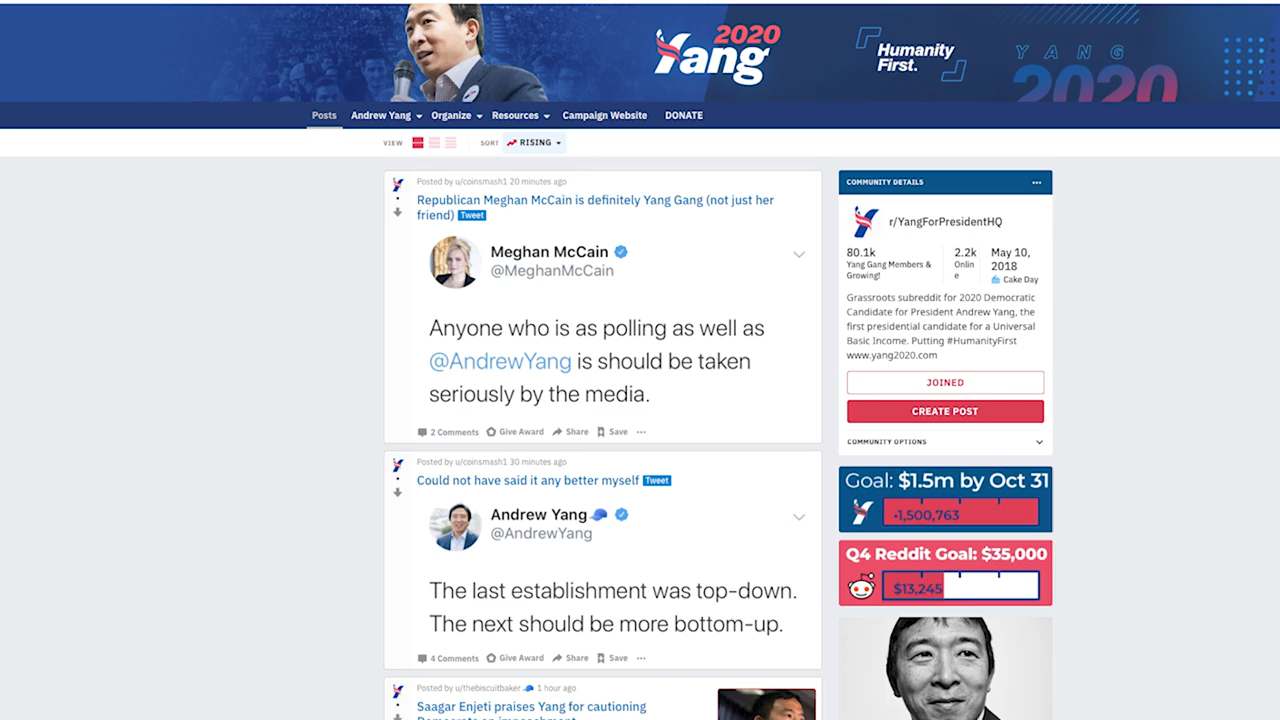 2020
Yang
Humanity
First.
YANG
2020
Posts Andrew Yang Organize Resources Campaign Website DONATE
VIEW SORT RISING
Posted by u/coinsmash1 20 minutes ago
Republican Meghan McCain is definitely Yang Gang (not just her
friend) Tweet
Meghan McCain
@MeghanMcCain
Anyone who is as polling as well as
@AndrewYang is should be taken
seriously by the media.
2 Comments Give Award Share Save ...
Posted by u/coinsmash1 30 minutes ago
Could not have said it any better myself Tweet
Andrew Yang
@AndrewYang
The last establishment was top-down.
The next should be more bottom-up.
4 Comments Give Award Share Save ...
Posted by u/thebiscuitbaker 1 hour ago
Saagar Enjeti praises Yang for cautioning
Democrats on impeachment
COMMUNITY DETAILS ...
r/YangForPresidentHQ
80.1k 2.2k May 10,
Yang Gang Members & Onlin 2018
Growing! e Cake Day
Grassroots subreddit for 2020 Democratic
Candidate for President Andrew Yang, the
first presidential candidate for a Universal
Basic Income. Putting #HumanityFirst
www.yang2020.com
JOINED
CREATE POST
COMMUNITY OPTIONS
Goal: $1.5m by Oct 31
•1,500,763
Q4 Reddit Goal: $35,000
$13,245